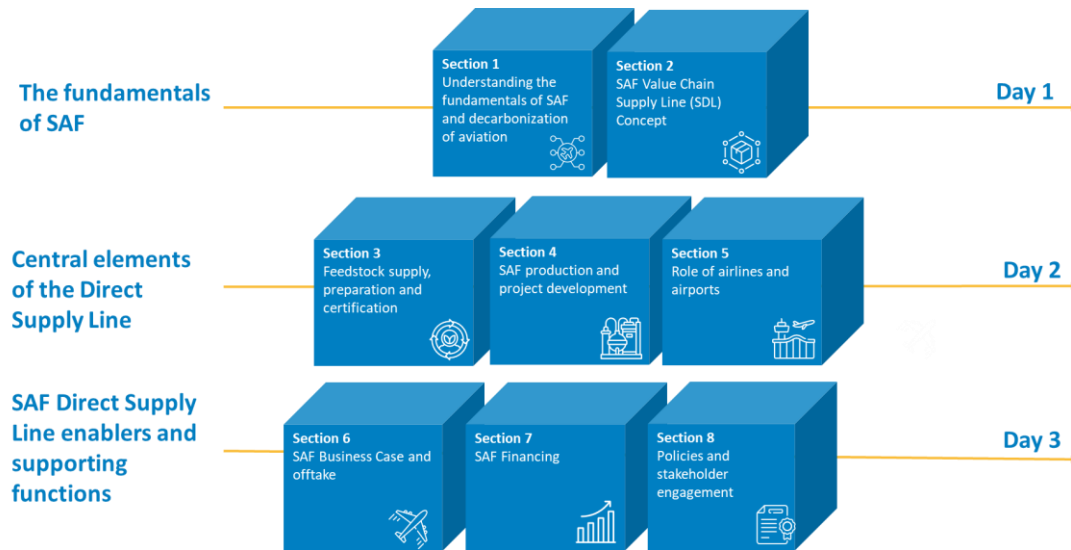 The fundamentals
of SAF
Section 1
Understanding the
fundamentals of SAF
and decarbonization
of aviation
Section 2
SAF Value Chain
Supply Line (SDL)
Concept
Day 1
Central elements
of the Direct
Supply Line
Section 3
Feedstock supply,
preparation and
certification
Section 4
SAF production and
project development
Section 5
Role of airlines and
airports
Day 2
SAF Direct Supply
Line enablers and
supporting
functions
Section 6
SAF Business Case and
offtake
Section 7
SAF Financing
Section 8
Policies and
stakeholder
engagement
Day 3